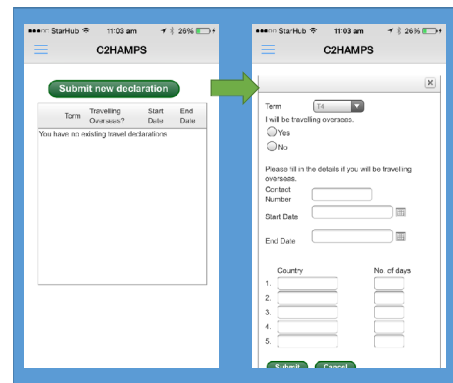 StarHub 11:03 am 26%
C2HAMPS
Submit new declaration
Term Travelling Overseas? Start Date End Date
You have no existing travel declarations
StarHub 11:03 am 26%
C2HAMPS
Term T4
I will be travelling overseas.
Yes
No
Please fill in the details if you will be travelling
overseas.
Contact
Number
Start Date
End Date
Country No. of days
1.
2.
3.
4.
5.
Submit Cancel